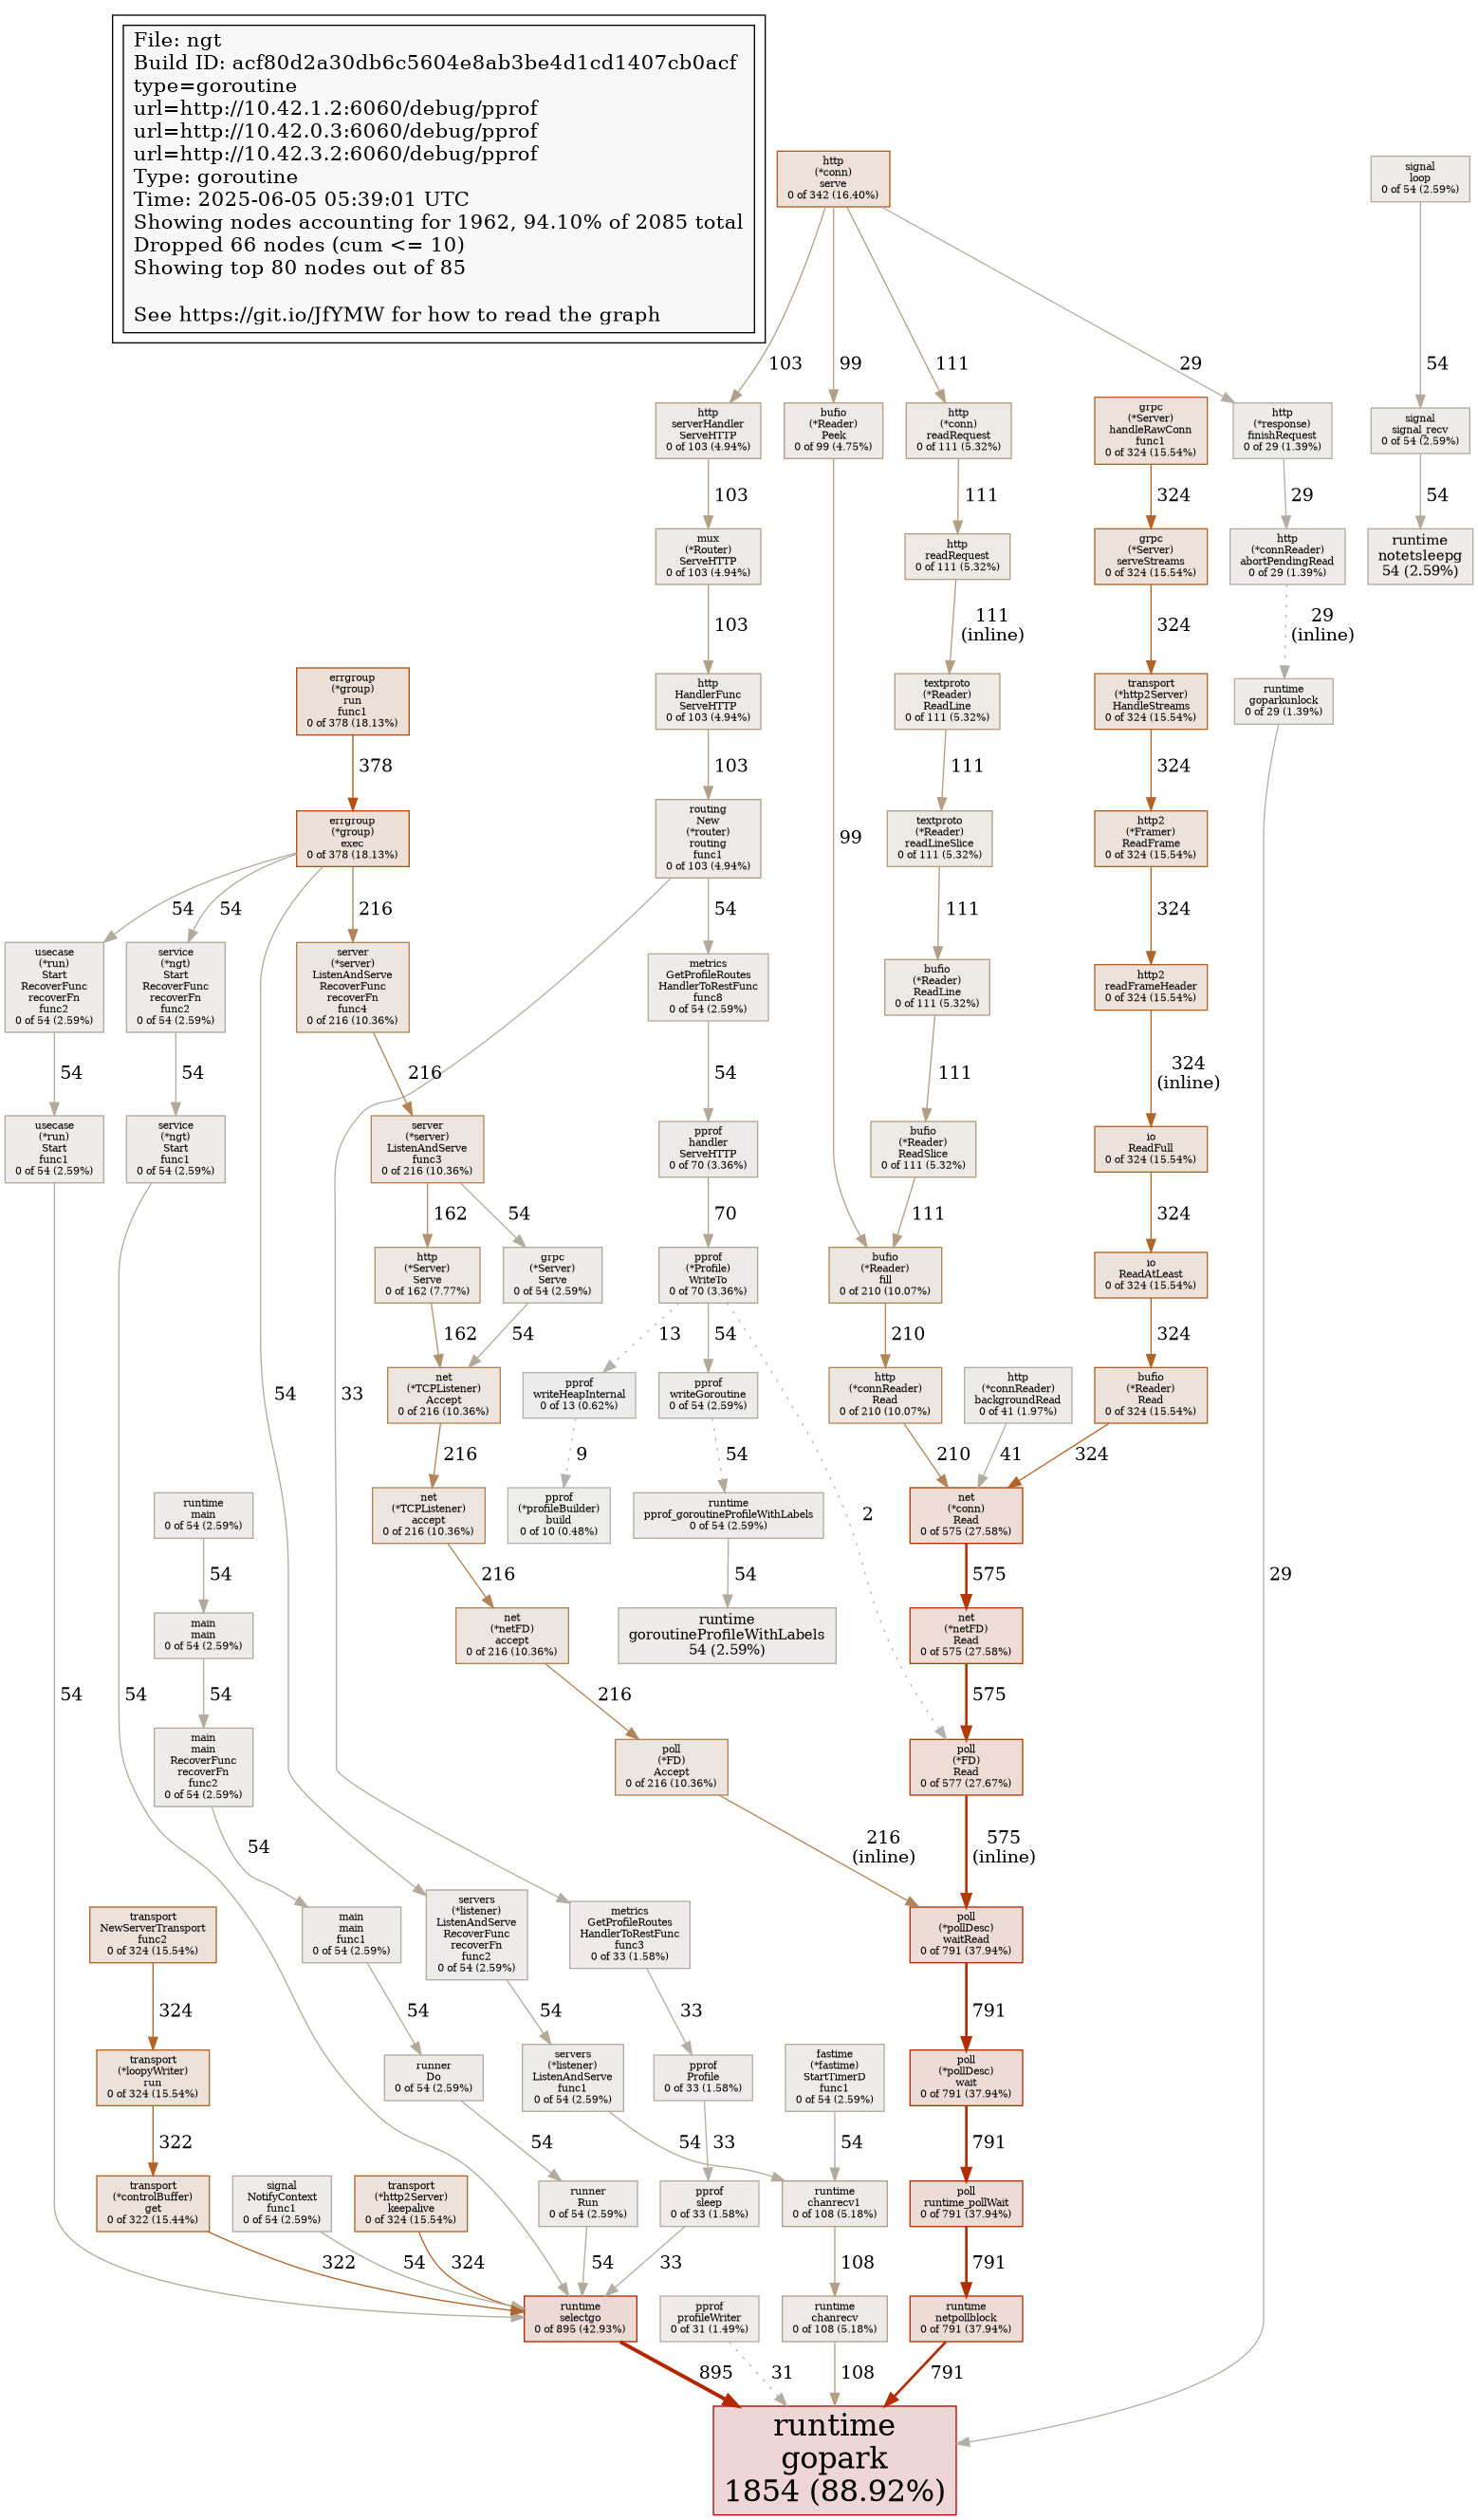 File: ngt
Build ID: acf80d2a30db6c5604e8ab3be4d1cd1407cb0acf
type=goroutine
url=http://10.42.1.2:6060/debug/pprof
url=http://10.42.0.3:6060/debug/pprof
url=http://10.42.3.2:6060/debug/pprof
Type: goroutine
Time: 2025-06-05 05:39:01 UTC
Showing nodes accounting for 1962, 94.10% of 2085 total
Dropped 66 nodes (cum <= 10)
Showing top 80 nodes out of 85
See https://git.io/JfYMW for how to read the graph
http
(*conn)
serve
0 of 342 (16.40%)
signal
loop
0 of 54 (2.59%)
103
99
111
29
54
http
serverHandler
ServeHTTP
0 of 103 (4.94%)
bufio
(*Reader)
Peek
0 of 99 (4.75%)
http
(*conn)
readRequest
0 of 111 (5.32%)
grpc
(*Server)
handleRawConn
func1
0 of 324 (15.54%)
http
(*response)
finishRequest
0 of 29 (1.39%)
signal
signal_recv
0 of 54 (2.59%)
103
111
324
29
54
mux
(*Router)
ServeHTTP
0 of 103 (4.94%)
http
readRequest
0 of 111 (5.32%)
grpc
(*Server)
serveStreams
0 of 324 (15.54%)
http
(*connReader)
abortPendingRead
0 of 29 (1.39%)
runtime
notetsleepg
54 (2.59%)
103
111
(inline)
324
29
(inline)
errgroup
(*group)
run
func1
0 of 378 (18.13%)
http
HandlerFunc
ServeHTTP
0 of 103 (4.94%)
textproto
(*Reader)
ReadLine
0 of 111 (5.32%)
transport
(*http2Server)
HandleStreams
0 of 324 (15.54%)
runtime
goparkunlock
0 of 29 (1.39%)
378
103
111
324
errgroup
(*group)
exec
0 of 378 (18.13%)
routing
New
(*router)
routing
func1
0 of 103 (4.94%)
99
textproto
(*Reader)
readLineSlice
0 of 111 (5.32%)
http2
(*Framer)
ReadFrame
0 of 324 (15.54%)
54
54
216
54
111
324
usecase
(*run)
Start
RecoverFunc
recoverFn
func2
0 of 54 (2.59%)
service
(*ngt)
Start
RecoverFunc
recoverFn
func2
0 of 54 (2.59%)
server
(*server)
ListenAndServe
RecoverFunc
recoverFn
func4
0 of 216 (10.36%)
metrics
GetProfileRoutes
HandlerToRestFunc
func8
0 of 54 (2.59%)
bufio
(*Reader)
ReadLine
0 of 111 (5.32%)
http2
readFrameHeader
0 of 324 (15.54%)
54
54
216
54
111
324
(inline)
usecase
(*run)
Start
func1
0 of 54 (2.59%)
service
(*ngt)
Start
func1
0 of 54 (2.59%)
server
(*server)
ListenAndServe
func3
0 of 216 (10.36%)
pprof
handler
ServeHTTP
0 of 70 (3.36%)
bufio
(*Reader)
ReadSlice
0 of 111 (5.32%)
io
ReadFull
0 of 324 (15.54%)
162
54
70
111
324
http
(*Server)
Serve
0 of 162 (7.77%)
grpc
(*Server)
Serve
0 of 54 (2.59%)
pprof
(*Profile)
WriteTo
0 of 70 (3.36%)
bufio
(*Reader)
fill
0 of 210 (10.07%)
io
ReadAtLeast
0 of 324 (15.54%)
162
54
13
54
210
324
54
33
net
(*TCPListener)
Accept
0 of 216 (10.36%)
pprof
writeHeapInternal
0 of 13 (0.62%)
pprof
writeGoroutine
0 of 54 (2.59%)
http
(*connReader)
Read
0 of 210 (10.07%)
http
(*connReader)
backgroundRead
0 of 41 (1.97%)
bufio
(*Reader)
Read
0 of 324 (15.54%)
216
9
54
210
41
324
runtime
main
0 of 54 (2.59%)
net
(*TCPListener)
accept
0 of 216 (10.36%)
pprof
(*profileBuilder)
build
0 of 10 (0.48%)
runtime
pprof_goroutineProfileWithLabels
0 of 54 (2.59%)
2
net
(*conn)
Read
0 of 575 (27.58%)
54
216
54
575
29
main
main
0 of 54 (2.59%)
net
(*netFD)
accept
0 of 216 (10.36%)
runtime
goroutineProfileWithLabels
54 (2.59%)
net
(*netFD)
Read
0 of 575 (27.58%)
54
54
54
216
575
main
main
RecoverFunc
recoverFn
func2
0 of 54 (2.59%)
poll
(*FD)
Accept
0 of 216 (10.36%)
poll
(*FD)
Read
0 of 577 (27.67%)
54
216
(inline)
575
(inline)
transport
NewServerTransport
func2
0 of 324 (15.54%)
main
main
func1
0 of 54 (2.59%)
servers
(*listener)
ListenAndServe
RecoverFunc
recoverFn
func2
0 of 54 (2.59%)
metrics
GetProfileRoutes
HandlerToRestFunc
func3
0 of 33 (1.58%)
poll
(*pollDesc)
waitRead
0 of 791 (37.94%)
324
54
54
33
791
transport
(*loopyWriter)
run
0 of 324 (15.54%)
runner
Do
0 of 54 (2.59%)
servers
(*listener)
ListenAndServe
func1
0 of 54 (2.59%)
pprof
Profile
0 of 33 (1.58%)
fastime
(*fastime)
StartTimerD
func1
0 of 54 (2.59%)
poll
(*pollDesc)
wait
0 of 791 (37.94%)
322
54
54
33
54
791
transport
(*controlBuffer)
get
0 of 322 (15.44%)
signal
NotifyContext
func1
0 of 54 (2.59%)
transport
(*http2Server)
keepalive
0 of 324 (15.54%)
runner
Run
0 of 54 (2.59%)
pprof
sleep
0 of 33 (1.58%)
runtime
chanrecv1
0 of 108 (5.18%)
poll
runtime_pollWait
0 of 791 (37.94%)
322
54
324
54
33
108
791
runtime
selectgo
0 of 895 (42.93%)
pprof
profileWriter
0 of 31 (1.49%)
runtime
chanrecv
0 of 108 (5.18%)
runtime
netpollblock
0 of 791 (37.94%)
895
31
108
791
runtime
gopark
1854 (88.92%)